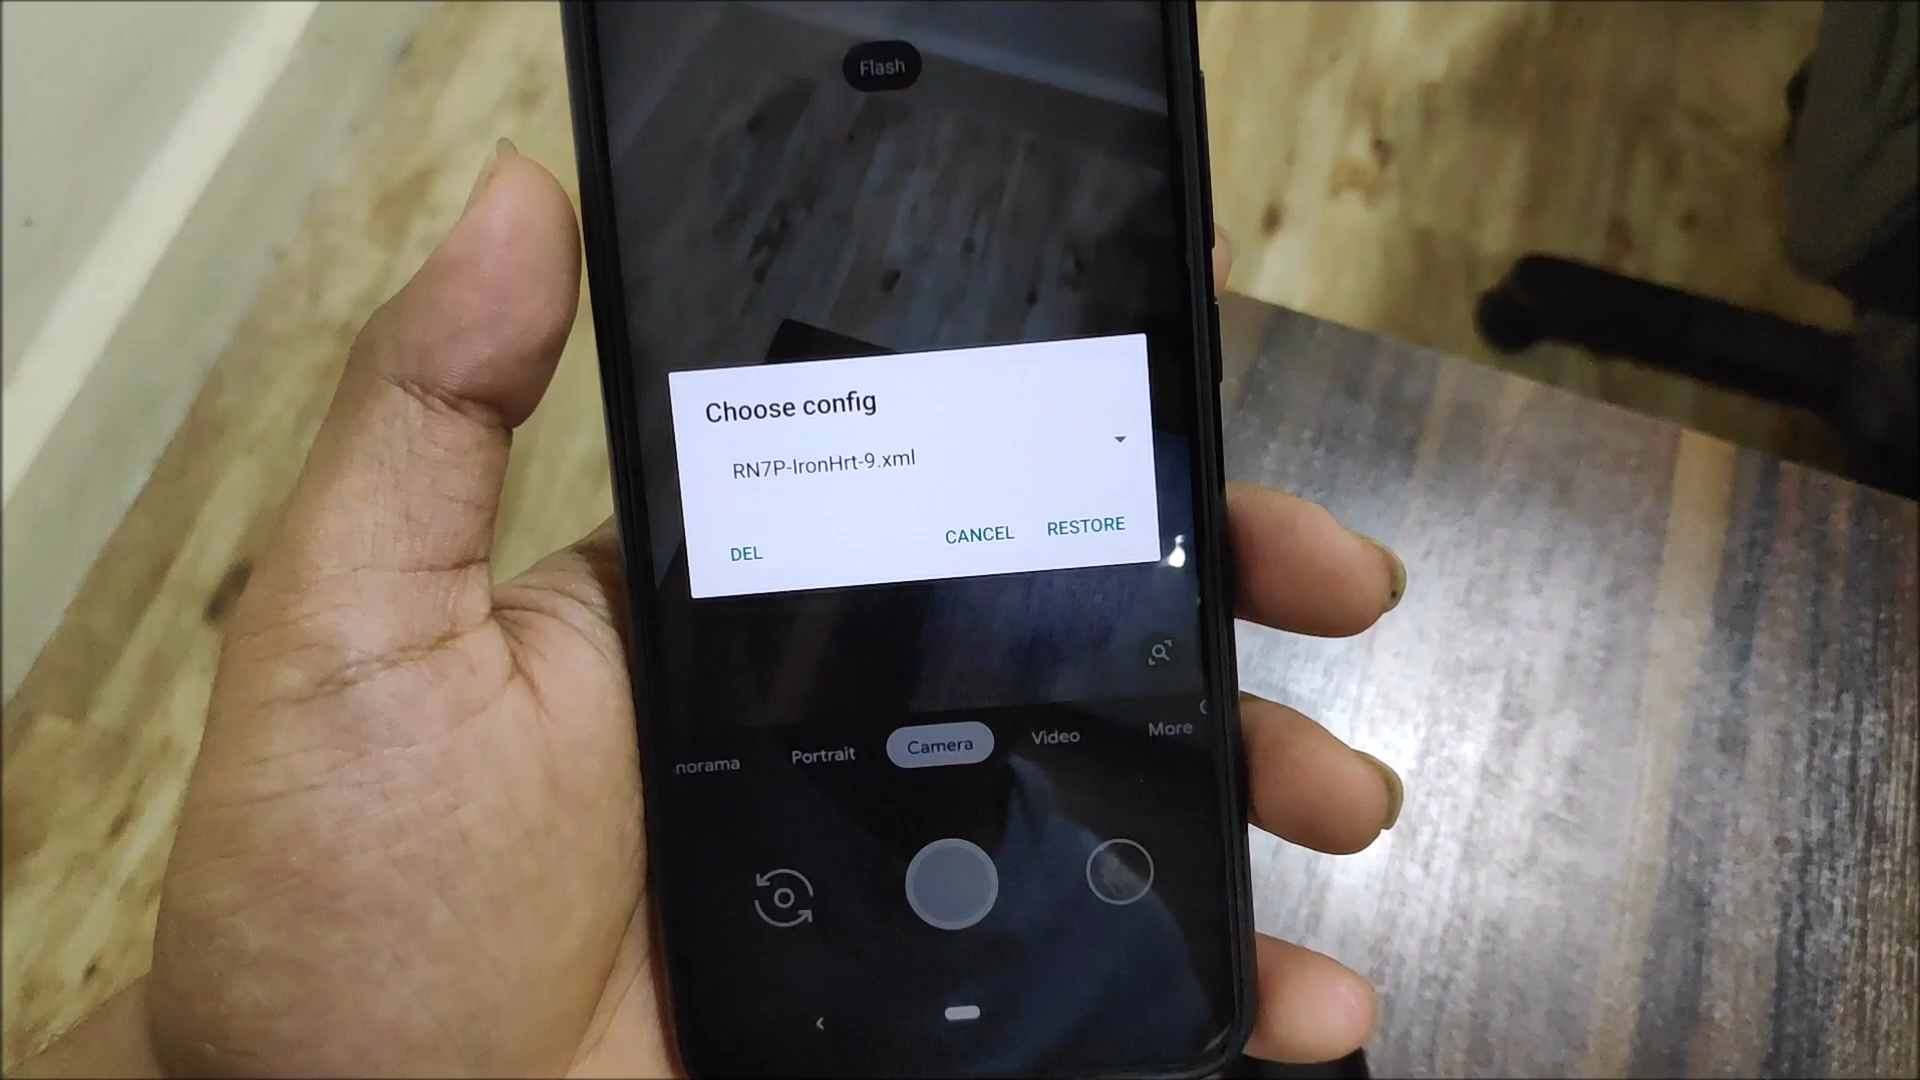 Flash
Choose config
RN7P-IronHrt-9.xml
DEL
CANCEL
RESTORE
norama
Portrait
Camera
Video
More